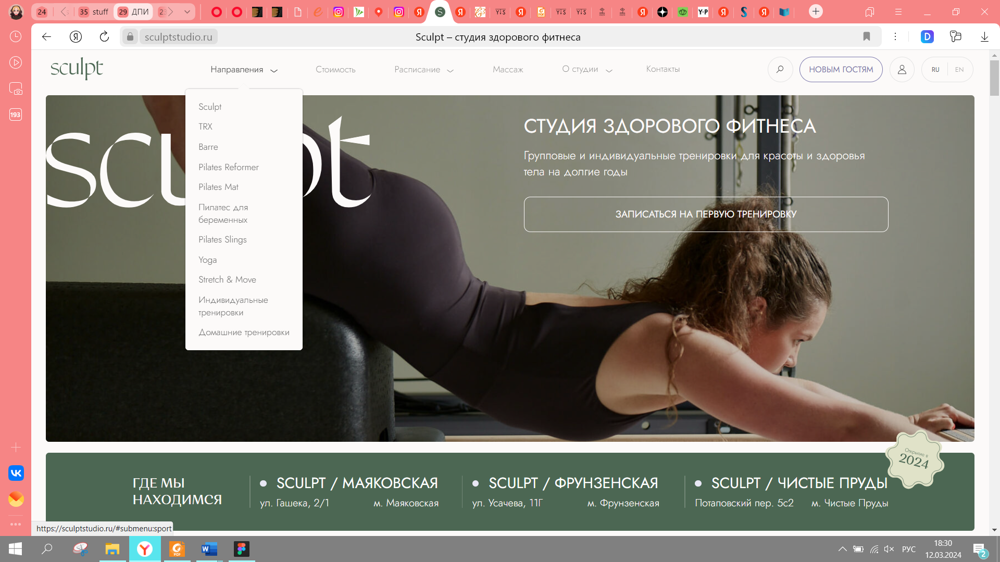 24
35 stuff
29 ДПИ
23
sculptstudio.ru
Sculpt – студия здорового фитнеса
193
sculpt
Направления
Стоимость
Расписание
Массаж
О студии
Контакты
НОВЫМ ГОСТЯМ
RU
EN
Sculpt
TRX
Barre
Pilates Reformer
Pilates Mat
Пилатес для
беременных
Pilates Slings
Yoga
Stretch & Move
Индивидуальные
тренировки
Домашние тренировки
СТУДИЯ ЗДОРОВОГО ФИТНЕСА
Групповые и индивидуальные тренировки для красоты и здоровья
тела на долгие годы
ЗАПИСАТЬСЯ НА ПЕРВУЮ ТРЕНИРОВКУ
Открытие в
2024
ГДЕ МЫ
НАХОДИМСЯ
SCULPT / МАЯКОВСКАЯ
ул. Гашека, 2/1
м. Маяковская
SCULPT / ФРУНЗЕНСКАЯ
ул. Усачева, 11Г
м. Фрунзенская
SCULPT / ЧИСТЫЕ ПРУДЫ
Потаповский пер. 5с2
м. Чистые Пруды
https://sculptstudio.ru/#submenu:sport
РУС
18:30
12.03.2024
2